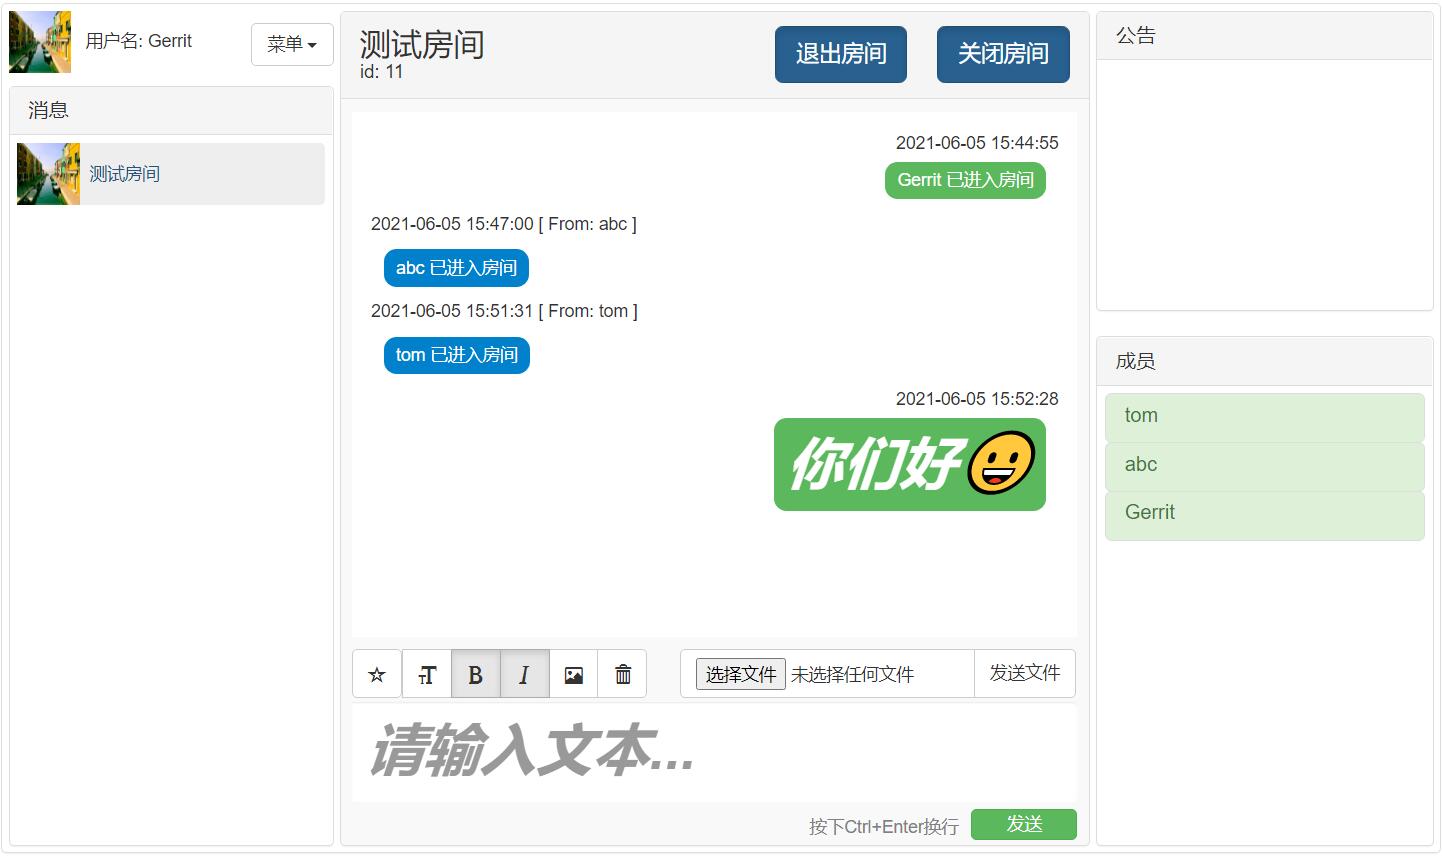 用户名: Gerrit
菜单
消息
测试房间
测试房间
id: 11
退出房间
关闭房间
2021-06-05 15:44:55
Gerrit 已进入房间
2021-06-05 15:47:00 [ From: abc ]
abc 已进入房间
2021-06-05 15:51:31 [ From: tom ]
tom 已进入房间
2021-06-05 15:52:28
你们好😀
TT
B
I
选择文件 未选择任何文件
发送文件
请输入文本...
按下Ctrl+Enter换行
发送
公告
成员
tom
abc
Gerrit